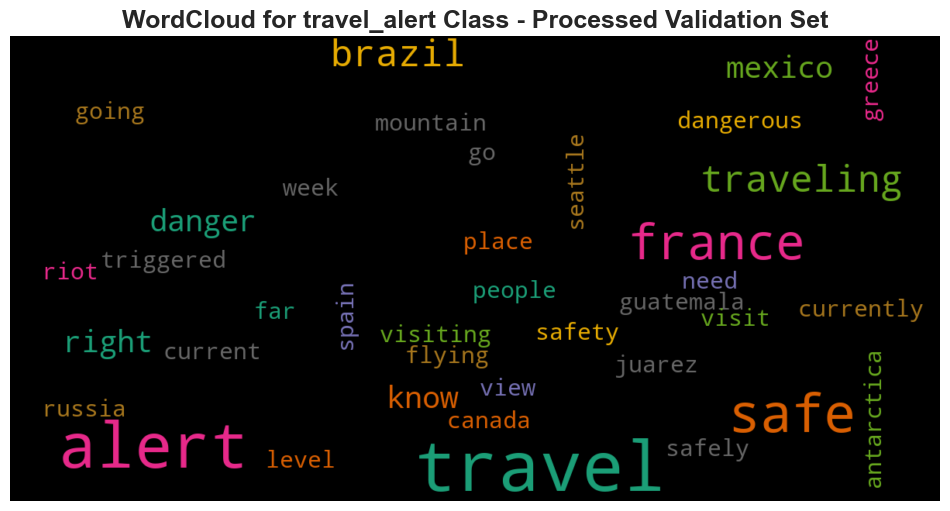 WordCloud for travel_alert Class - Processed Validation Set
brazil
mexico
greece
going
mountain
dangerous
go
seattle
week
traveling
danger
place
france
riot
triggered
people
need
guatemala
far
spain
visit
currently
right
current
visiting
safety
flying
juarez
antarctica
russia
know
view
canada
safe
alert
level
travel
safely